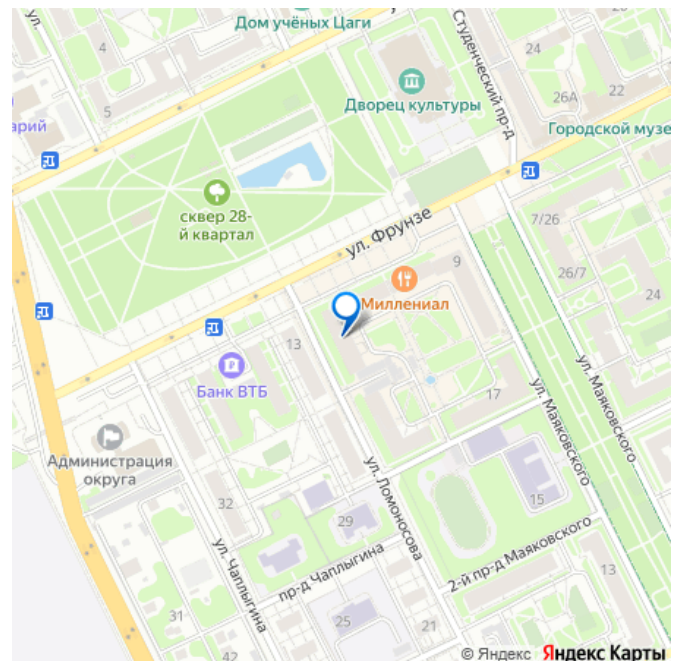 ул.
Дом учёных Цаги
4
Студенческий пр-д
24
26А
22
5
Дворец культуры
арий
Городской музе
сквер 28-
й квартал
ул. Фрунзе
7/26
9
26/7
24
Миллениал
13
Банк ВТБ
17
ул. Маяковского
ул. Маяковского
Администрация
округа
ул. Ломоносова
32
15
29
ул. Чаплыгина
пр-д Чаплыгина
2-й пр-д Маяковского
13
31
25
21
42
© Яндекс Яндекс Карты